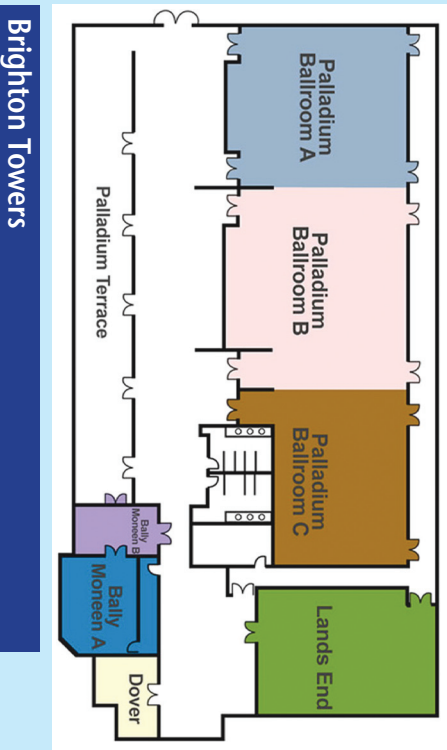 Brighton Towers
Palladium
Ballroom A
Palladium
Ballroom B
Palladium
Ballroom C
Palladium Terrace
Bally
Moneen B
Bally
Moneen A
Dover
Lands End